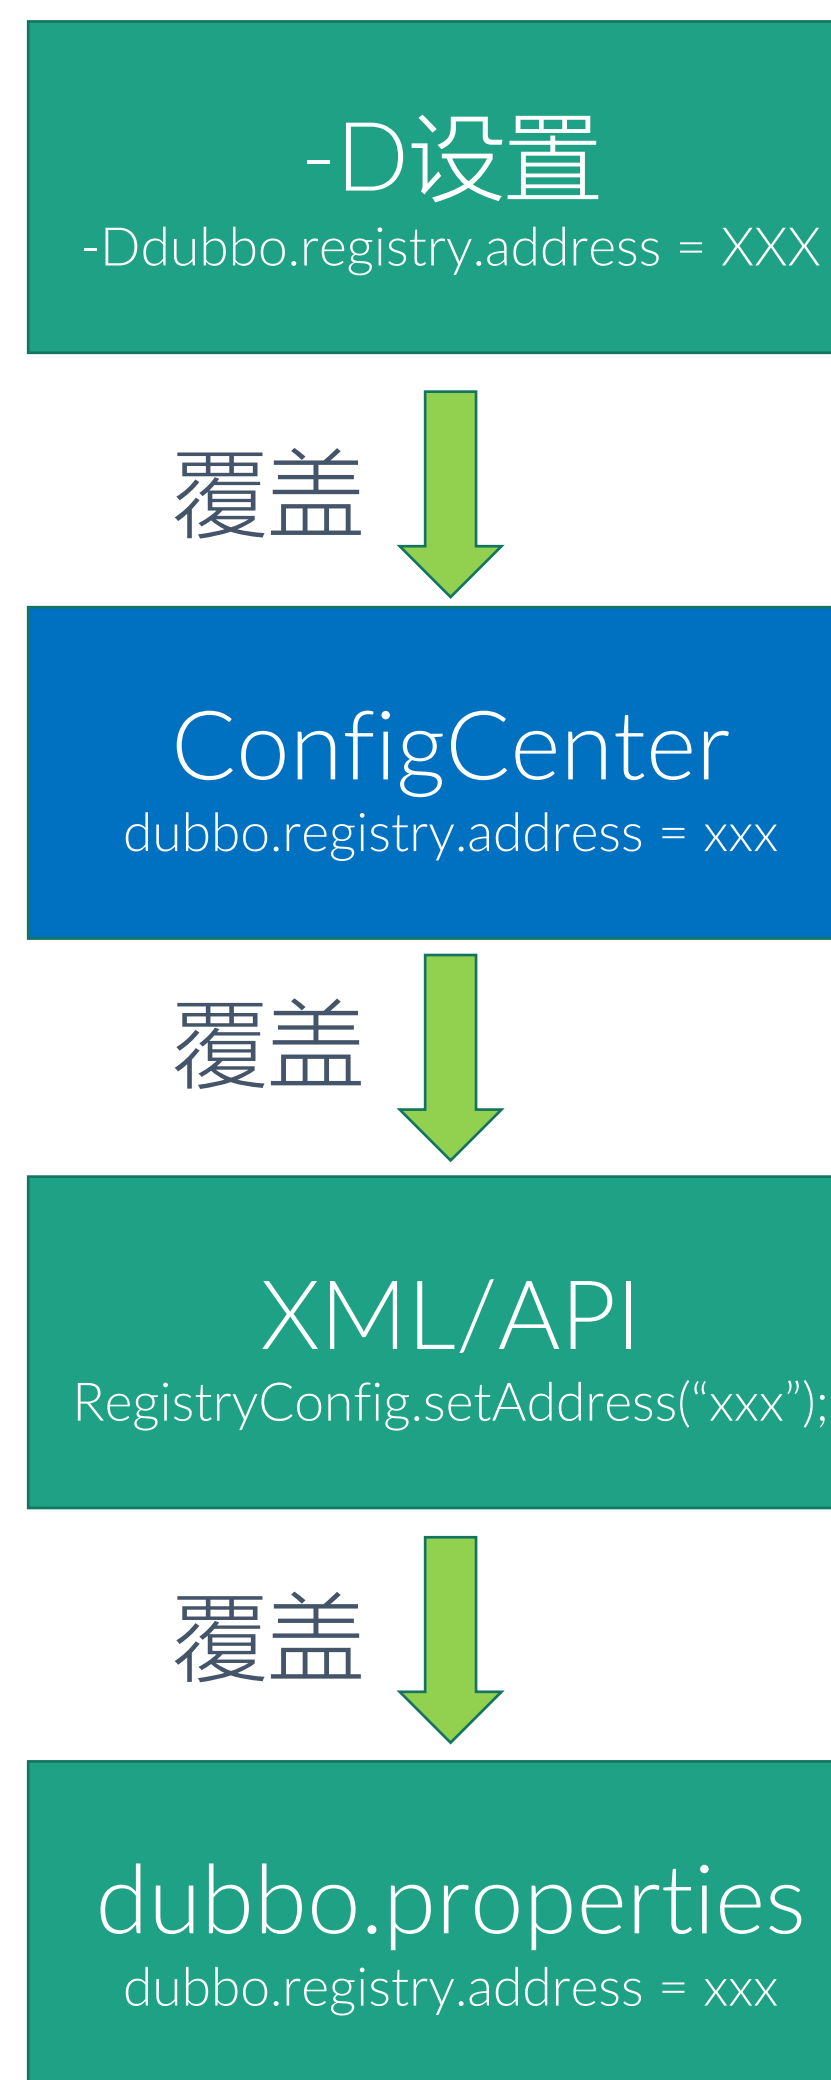 -D设置
-Ddubbo.registry.address = XXX
覆盖
ConfigCenter
dubbo.registry.address = xxx
覆盖
XML/API
RegistryConfig.setAddress(“xxx”);
覆盖
dubbo.properties
dubbo.registry.address = xxx